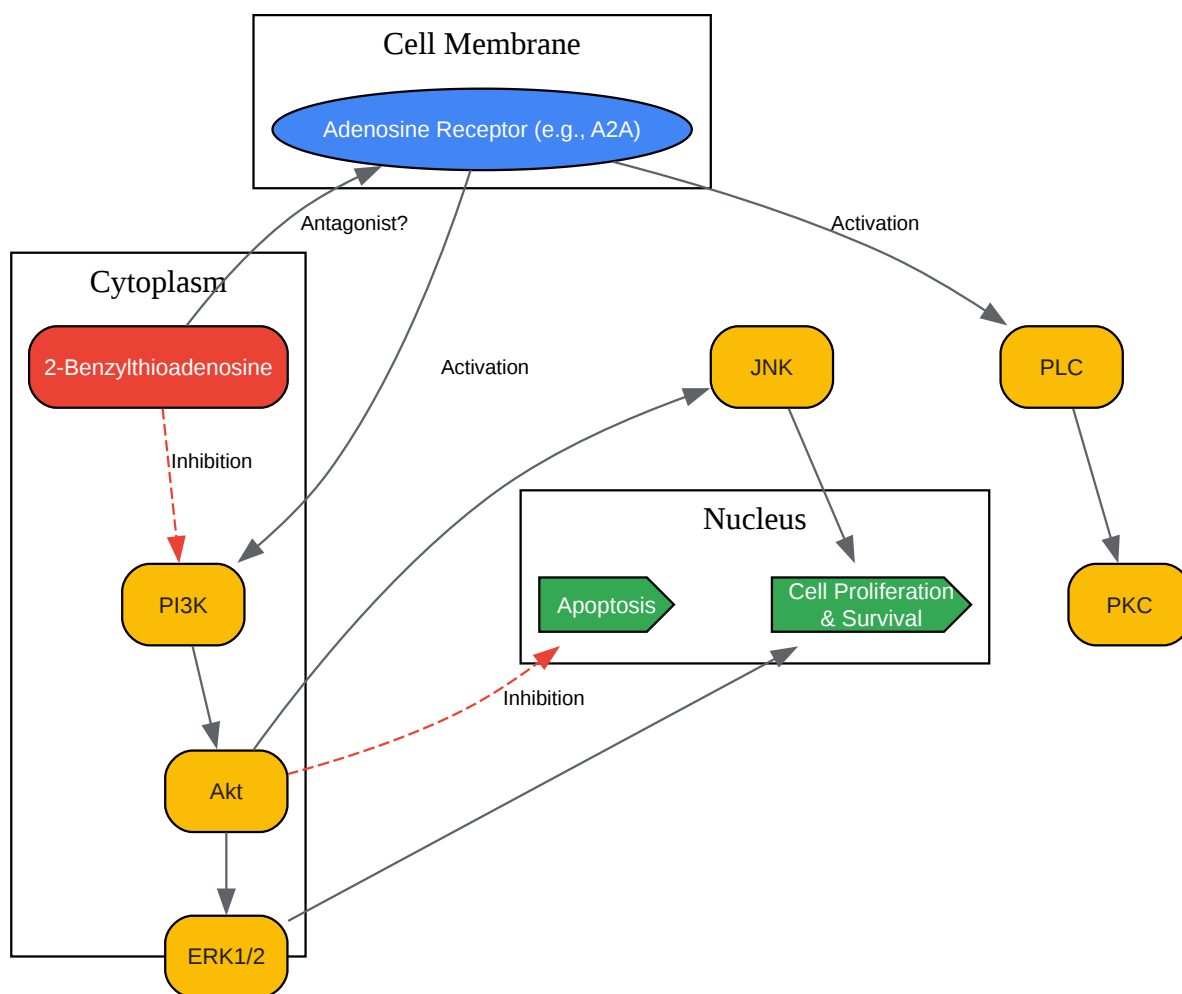 Cell Membrane
Adenosine Receptor (e.g., A2A)
Antagonist?
Activation
Cytoplasm
2-Benzylthioadenosine
Activation
JNK
PLC
Inhibition
Nucleus
PI3K
Apoptosis
Cell Proliferation
& Survival
PKC
Inhibition
Akt
ERK1/2